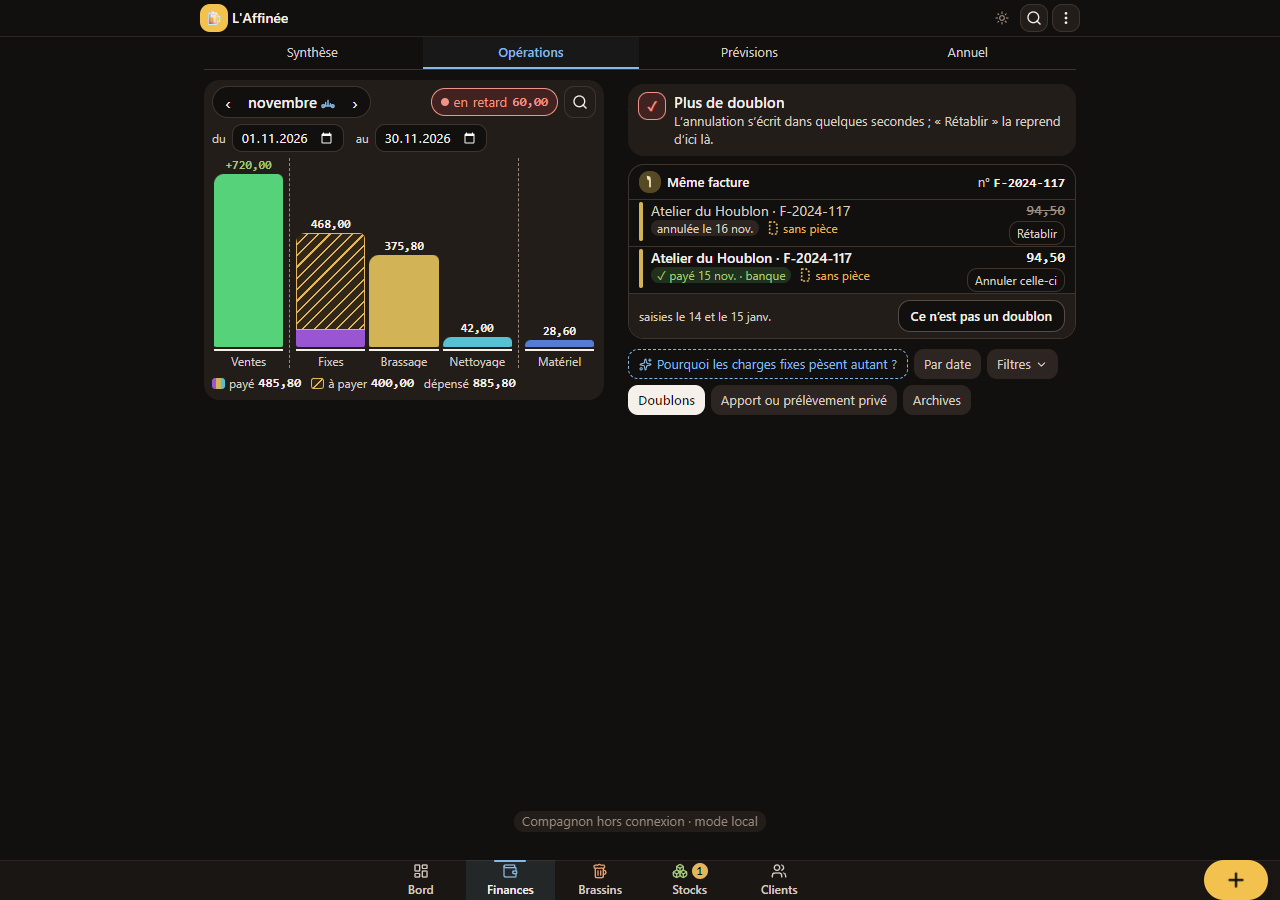 L'Affinée
Synthèse
Opérations
Prévisions
Annuel
‹ novembre ›
en retard 60,00
du 01.11.2026 au 30.11.2026
+720,00
468,00
375,80
42,00
28,60
Ventes
Fixes
Brassage
Nettoyage
Matériel
payé 485,80 à payer 400,00 dépensé 885,80
Plus de doublon
L’annulation s’écrit dans quelques secondes ; « Rétablir » la reprend
d’ici là.
Même facture
n° F-2024-117
Atelier du Houblon · F-2024-117
94,50
annulée le 16 nov.
sans pièce
Rétablir
Atelier du Houblon · F-2024-117
94,50
✓ payé 15 nov. · banque
sans pièce
Annuler celle-ci
saisies le 14 et le 15 janv.
Ce n’est pas un doublon
Pourquoi les charges fixes pèsent autant ?
Par date
Filtres
Doublons
Apport ou prélèvement privé
Archives
Compagnon hors connexion · mode local
Bord
Finances
Brassins
1
Stocks
Clients
+